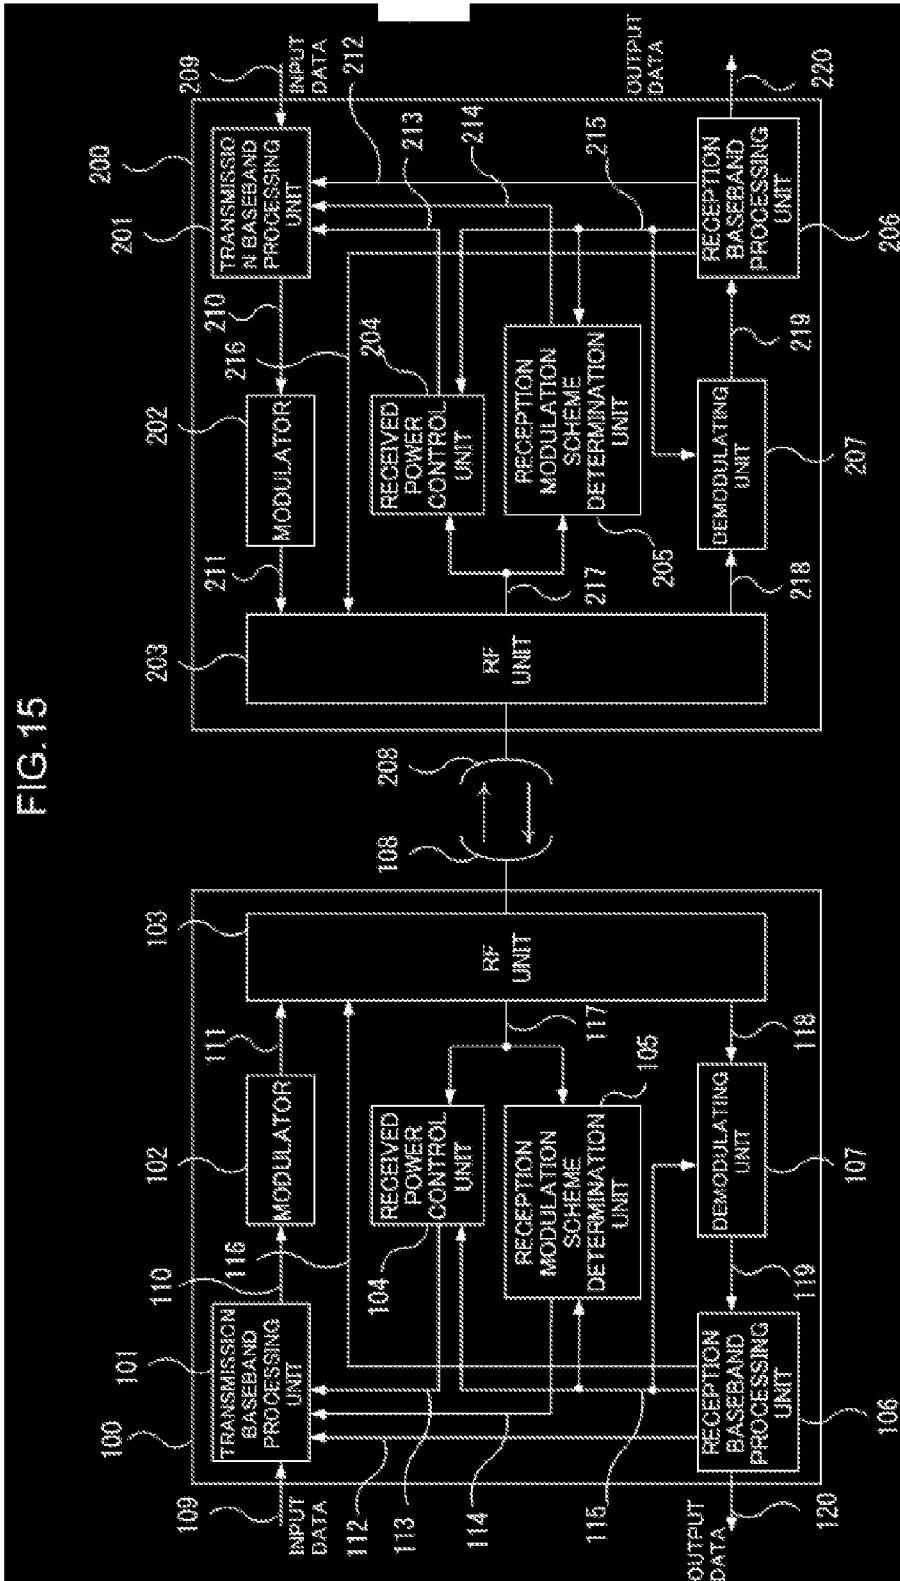 FIG.15
100
101
TRANSMISSION
BASEBAND
PROCESSING
UNIT
109
INPUT
DATA
110
102
MODULATOR
111
103
RF
UNIT
116
112
113
114
104
RECEIVED
POWER
CONTROL
UNIT
117
105
RECEPTION
MODULATION
SCHEME
DETERMINATION
UNIT
115
118
DEMODULATING
UNIT
107
119
RECEPTION
BASEBAND
PROCESSING
UNIT
106
OUTPUT
DATA
120
108
208
200
203
RF
UNIT
211
202
MODULATOR
210
216
201
TRANSMISSIO
N BASEBAND
PROCESSING
UNIT
209
INPUT
DATA
212
213
214
204
RECEIVED
POWER
CONTROL
UNIT
217
205
RECEPTION
MODULATION
SCHEME
DETERMINATION
UNIT
215
218
DEMODULATING
UNIT
207
219
RECEPTION
BASEBAND
PROCESSING
UNIT
206
OUTPUT
DATA
220